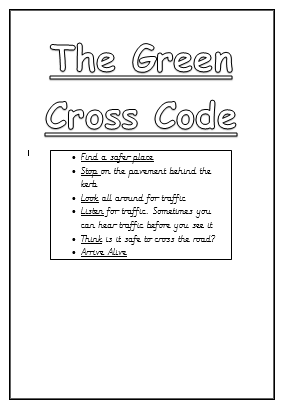 The Green
Cross Code
• Find a safer place
• Stop on the pavement behind the
kerb
• Look all around for traffic
• Listen for traffic. Sometimes you
can hear traffic before you see it
• Think is it safe to cross the road?
• Arrive Alive